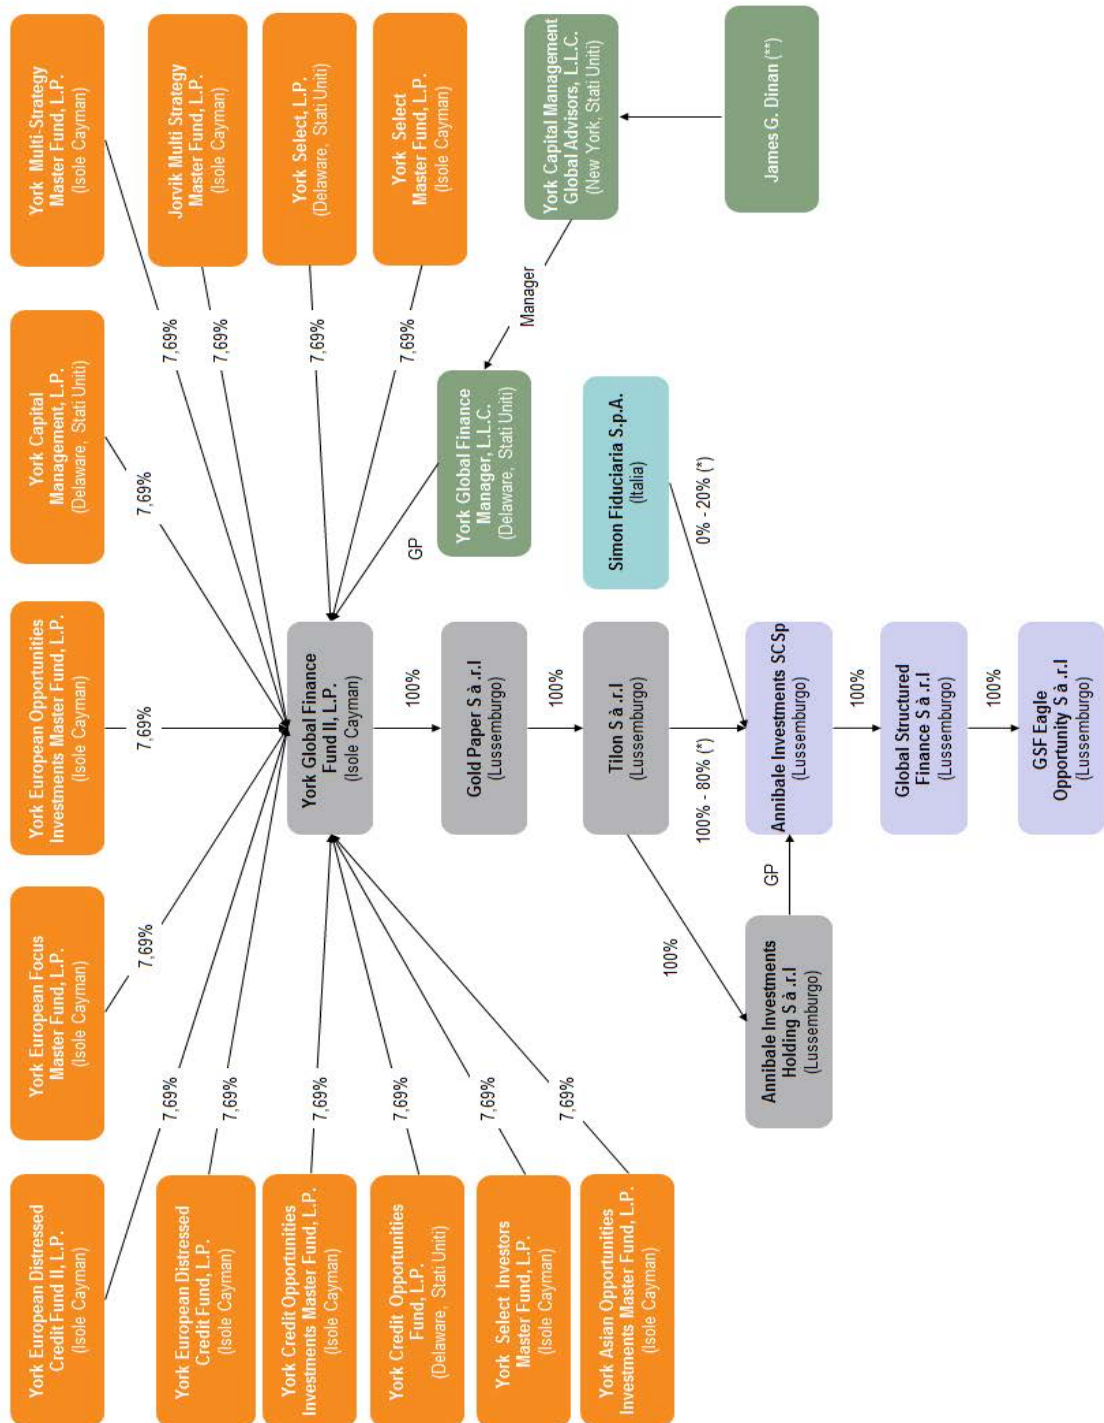 York European Distressed
Credit Fund II, L.P.
(Isole Cayman)
York European Focus
Master Fund, L.P.
(Isole Cayman)
York European Opportunities
Investments Master Fund, L.P.
(Isole Cayman)
York Capital
Management, L.P.
(Delaware, Stati Uniti)
York Multi-Strategy
Master Fund, L.P.
(Isole Cayman)
7,69%
7,69%
7,69%
7,69%
7,69%
York European Distressed
Credit Fund, L.P.
(Isole Cayman)
7,69%
7,69%
Jorvik Multi Strategy
Master Fund, L.P.
(Isole Cayman)
York Credit Opportunities
Investments Master Fund, L.P.
(Isole Cayman)
7,69%
7,69%
York Select, L.P.
(Delaware, Stati Uniti)
York Global Finance
Fund II, L.P.
(Isole Cayman)
York Credit Opportunities
Fund, L.P.
(Delaware, Stati Uniti)
7,69%
7,69%
York Select
Master Fund, L.P.
(Isole Cayman)
York Select Investors
Master Fund, L.P.
(Isole Cayman)
7,69%
100%
GP
York Asian Opportunities
Investments Master Fund, L.P.
(Isole Cayman)
7,69%
Gold Paper S à .r.l
(Lussemburgo)
York Global Finance
Manager, L.L.C.
(Delaware, Stati Uniti)
Manager
York Capital Management
Global Advisors, L.L.C.
(New York, Stati Uniti)
100%
Tilon S à .r.l
(Lussemburgo)
Simon Fiduciaria S.p.A.
(Italia)
James G. Dinan (**)
100%
100% - 80% (*)
0% - 20% (*)
Annibale Investments
Holding S à .r.l
(Lussemburgo)
GP
Annibale Investments SCSp
(Lussemburgo)
100%
Global Structured
Finance S à .r.l
(Lussemburgo)
100%
GSF Eagle
Opportunity S à .r.l
(Lussemburgo)